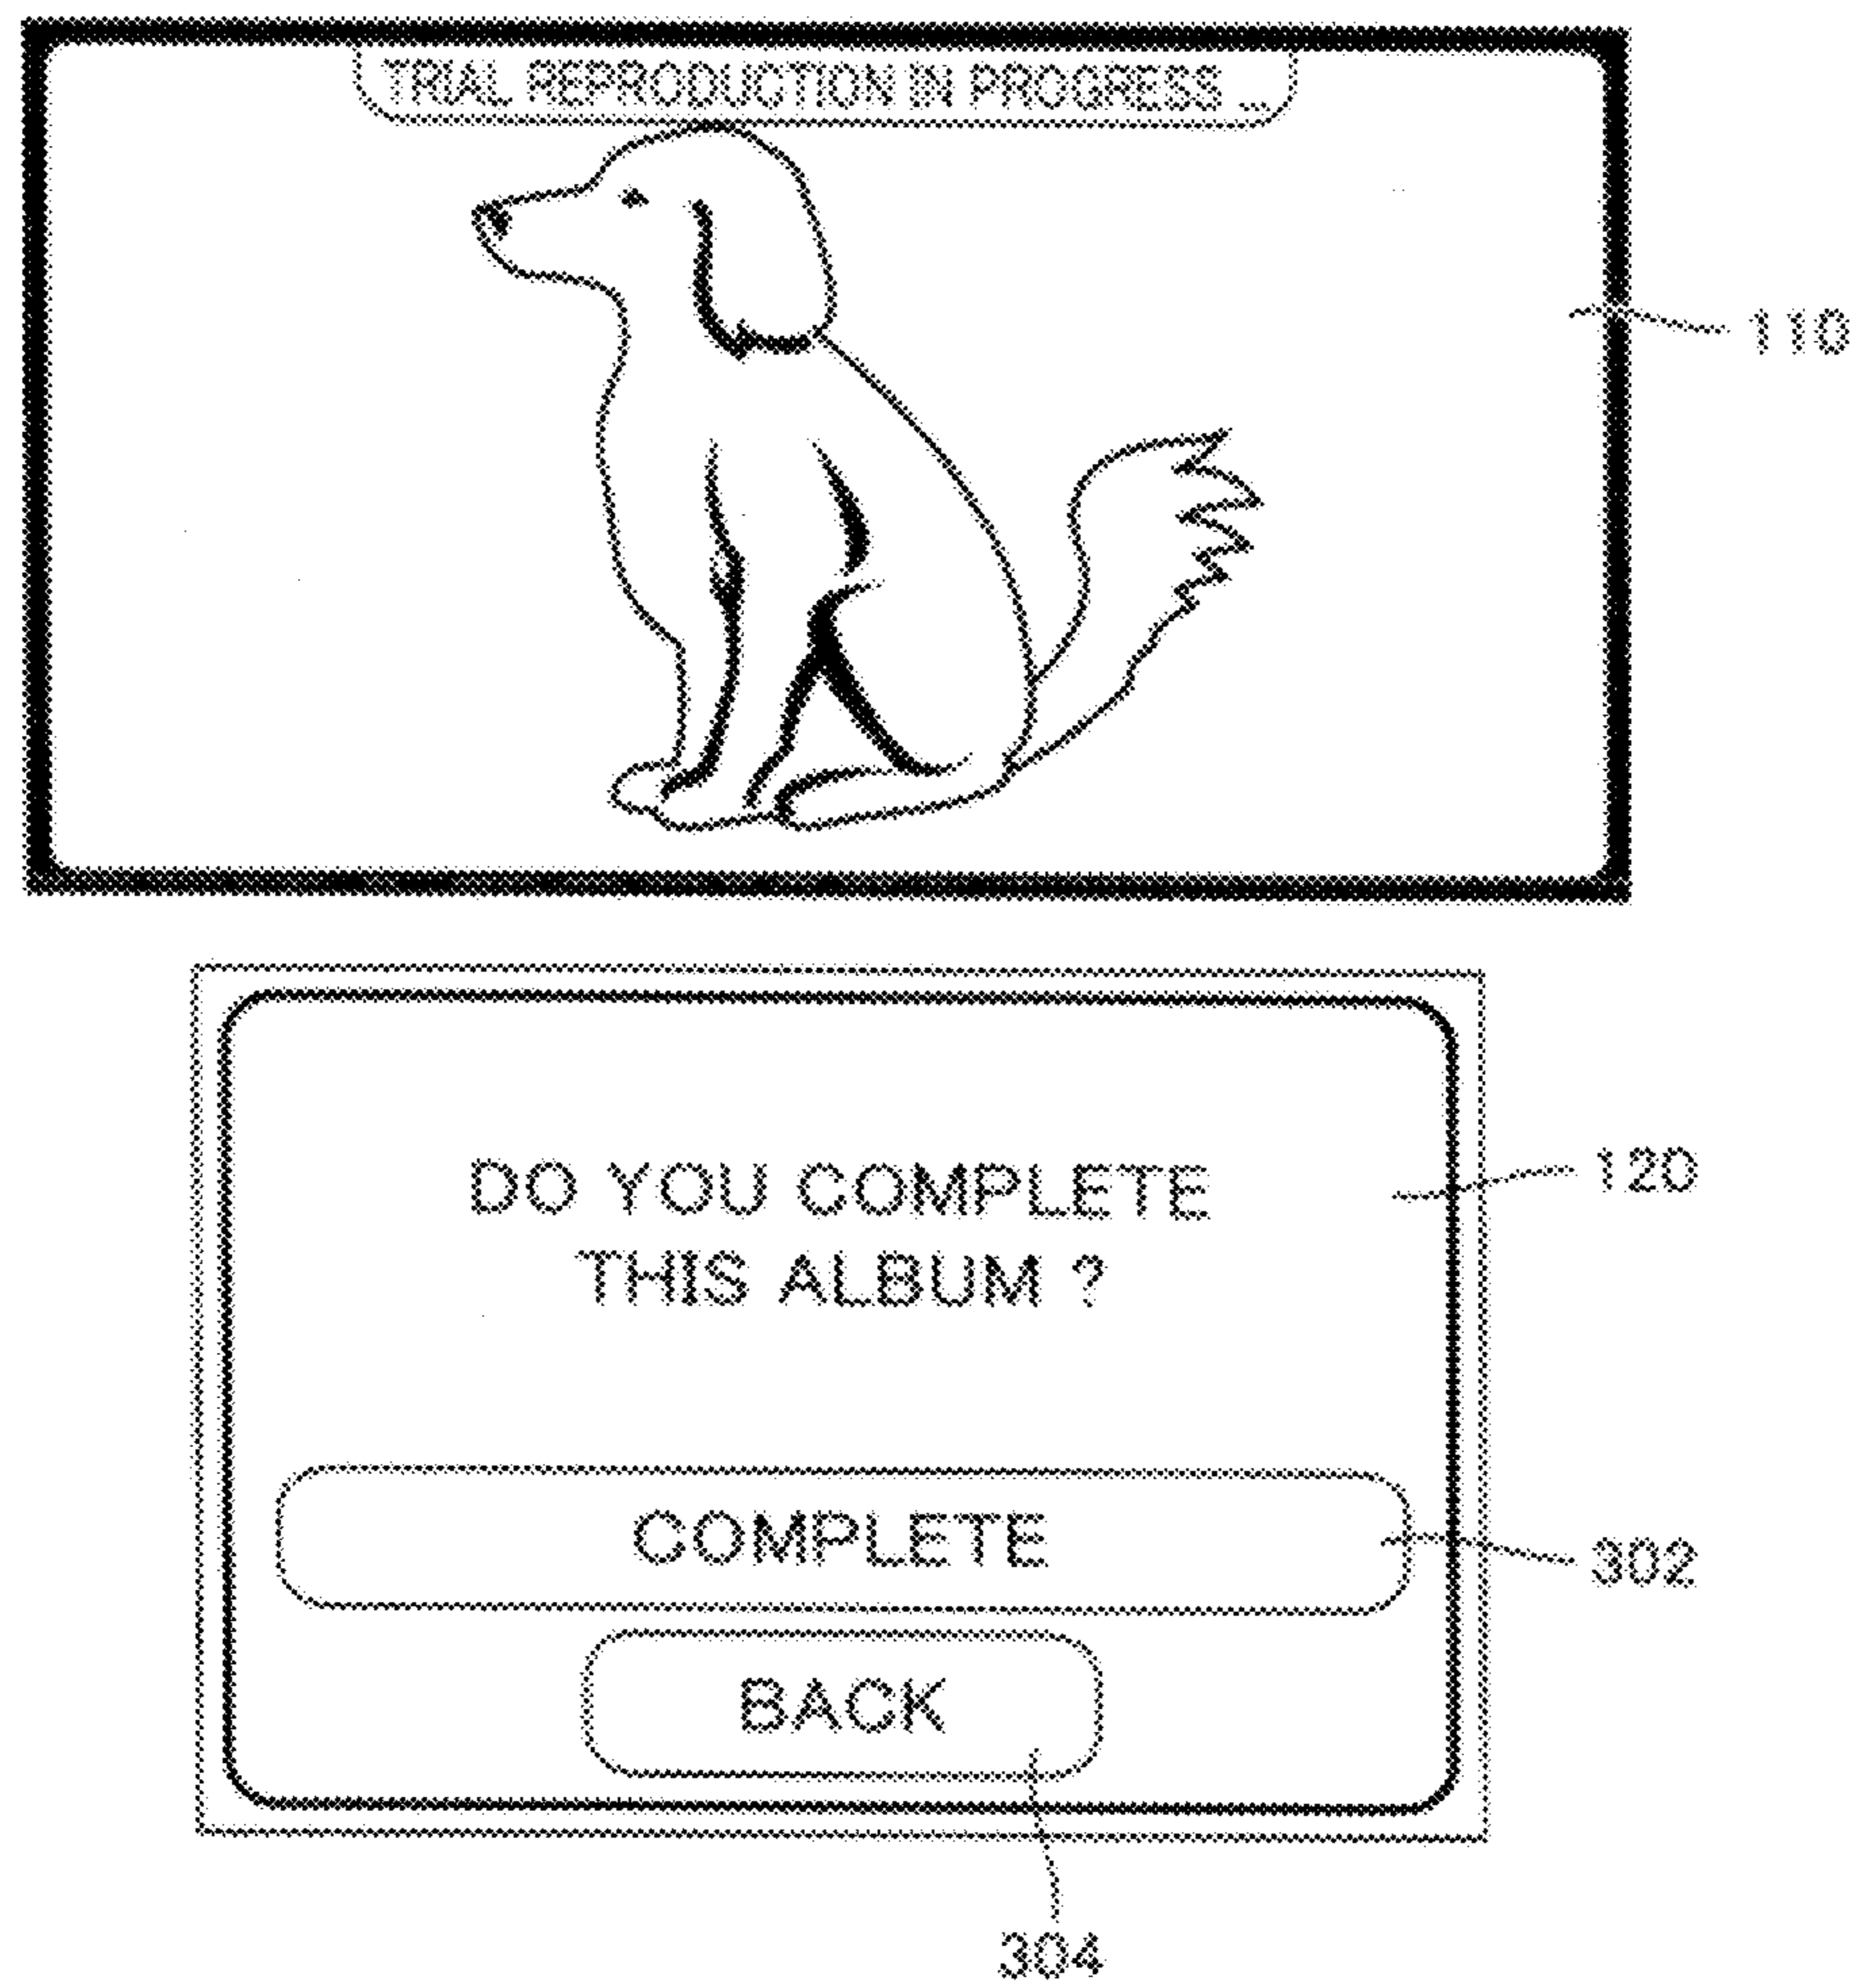 TRIAL REPRODUCTION IN PROGRESS ...
110
DO YOU COMPLETE
THIS ALBUM ?
120
COMPLETE
302
BACK
304